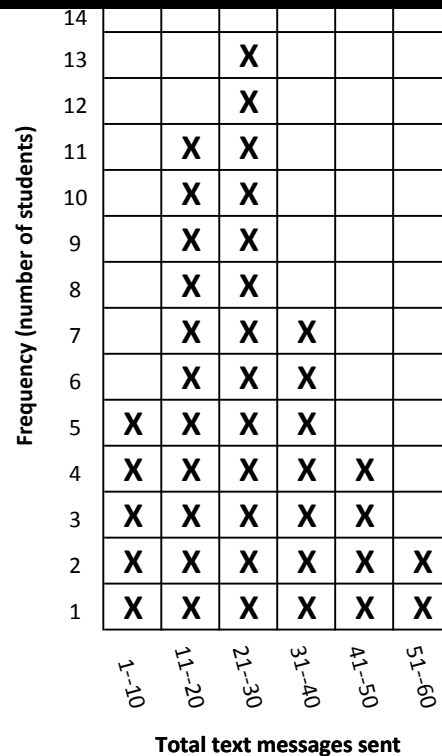 14
13 X
12 X
11 X X
10 X X
9 X X
8 X X
7 X X X
6 X X X
5 X X X X
4 X X X X X
3 X X X X X
2 X X X X X X
1 X X X X X X
Frequency (number of students)
1--10 11--20 21--30 31--40 41--50 51--60
Total text messages sent